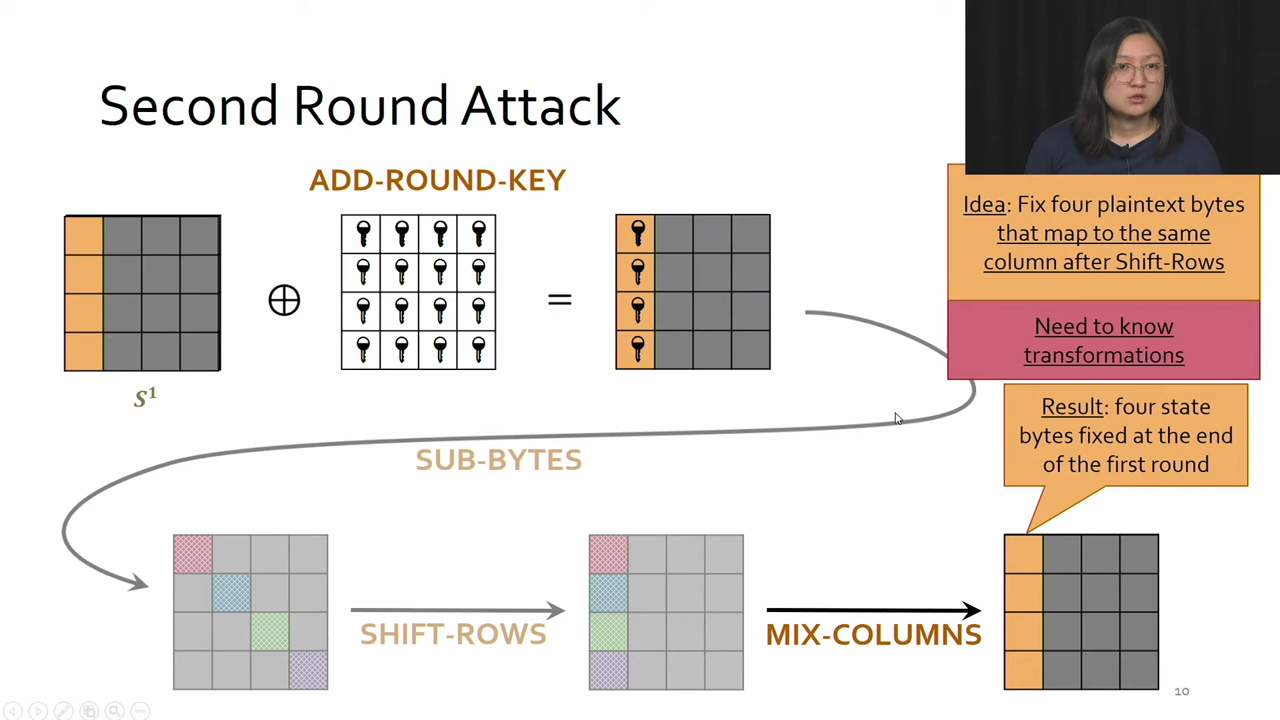 Second Round Attack
ADD-ROUND-KEY
⊕
=
S¹
Idea: Fix four plaintext bytes
that map to the same
column after Shift-Rows
Need to know
transformations
Result: four state
bytes fixed at the end
of the first round
SUB-BYTES
SHIFT-ROWS
MIX-COLUMNS
10